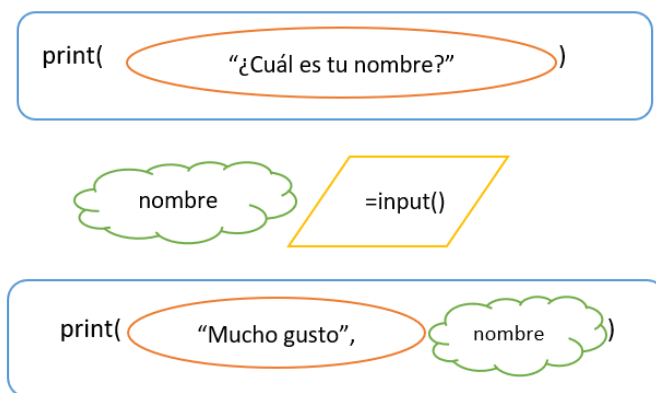 print( “¿Cuál es tu nombre?” )
nombre =input()
print( “Mucho gusto”, nombre )